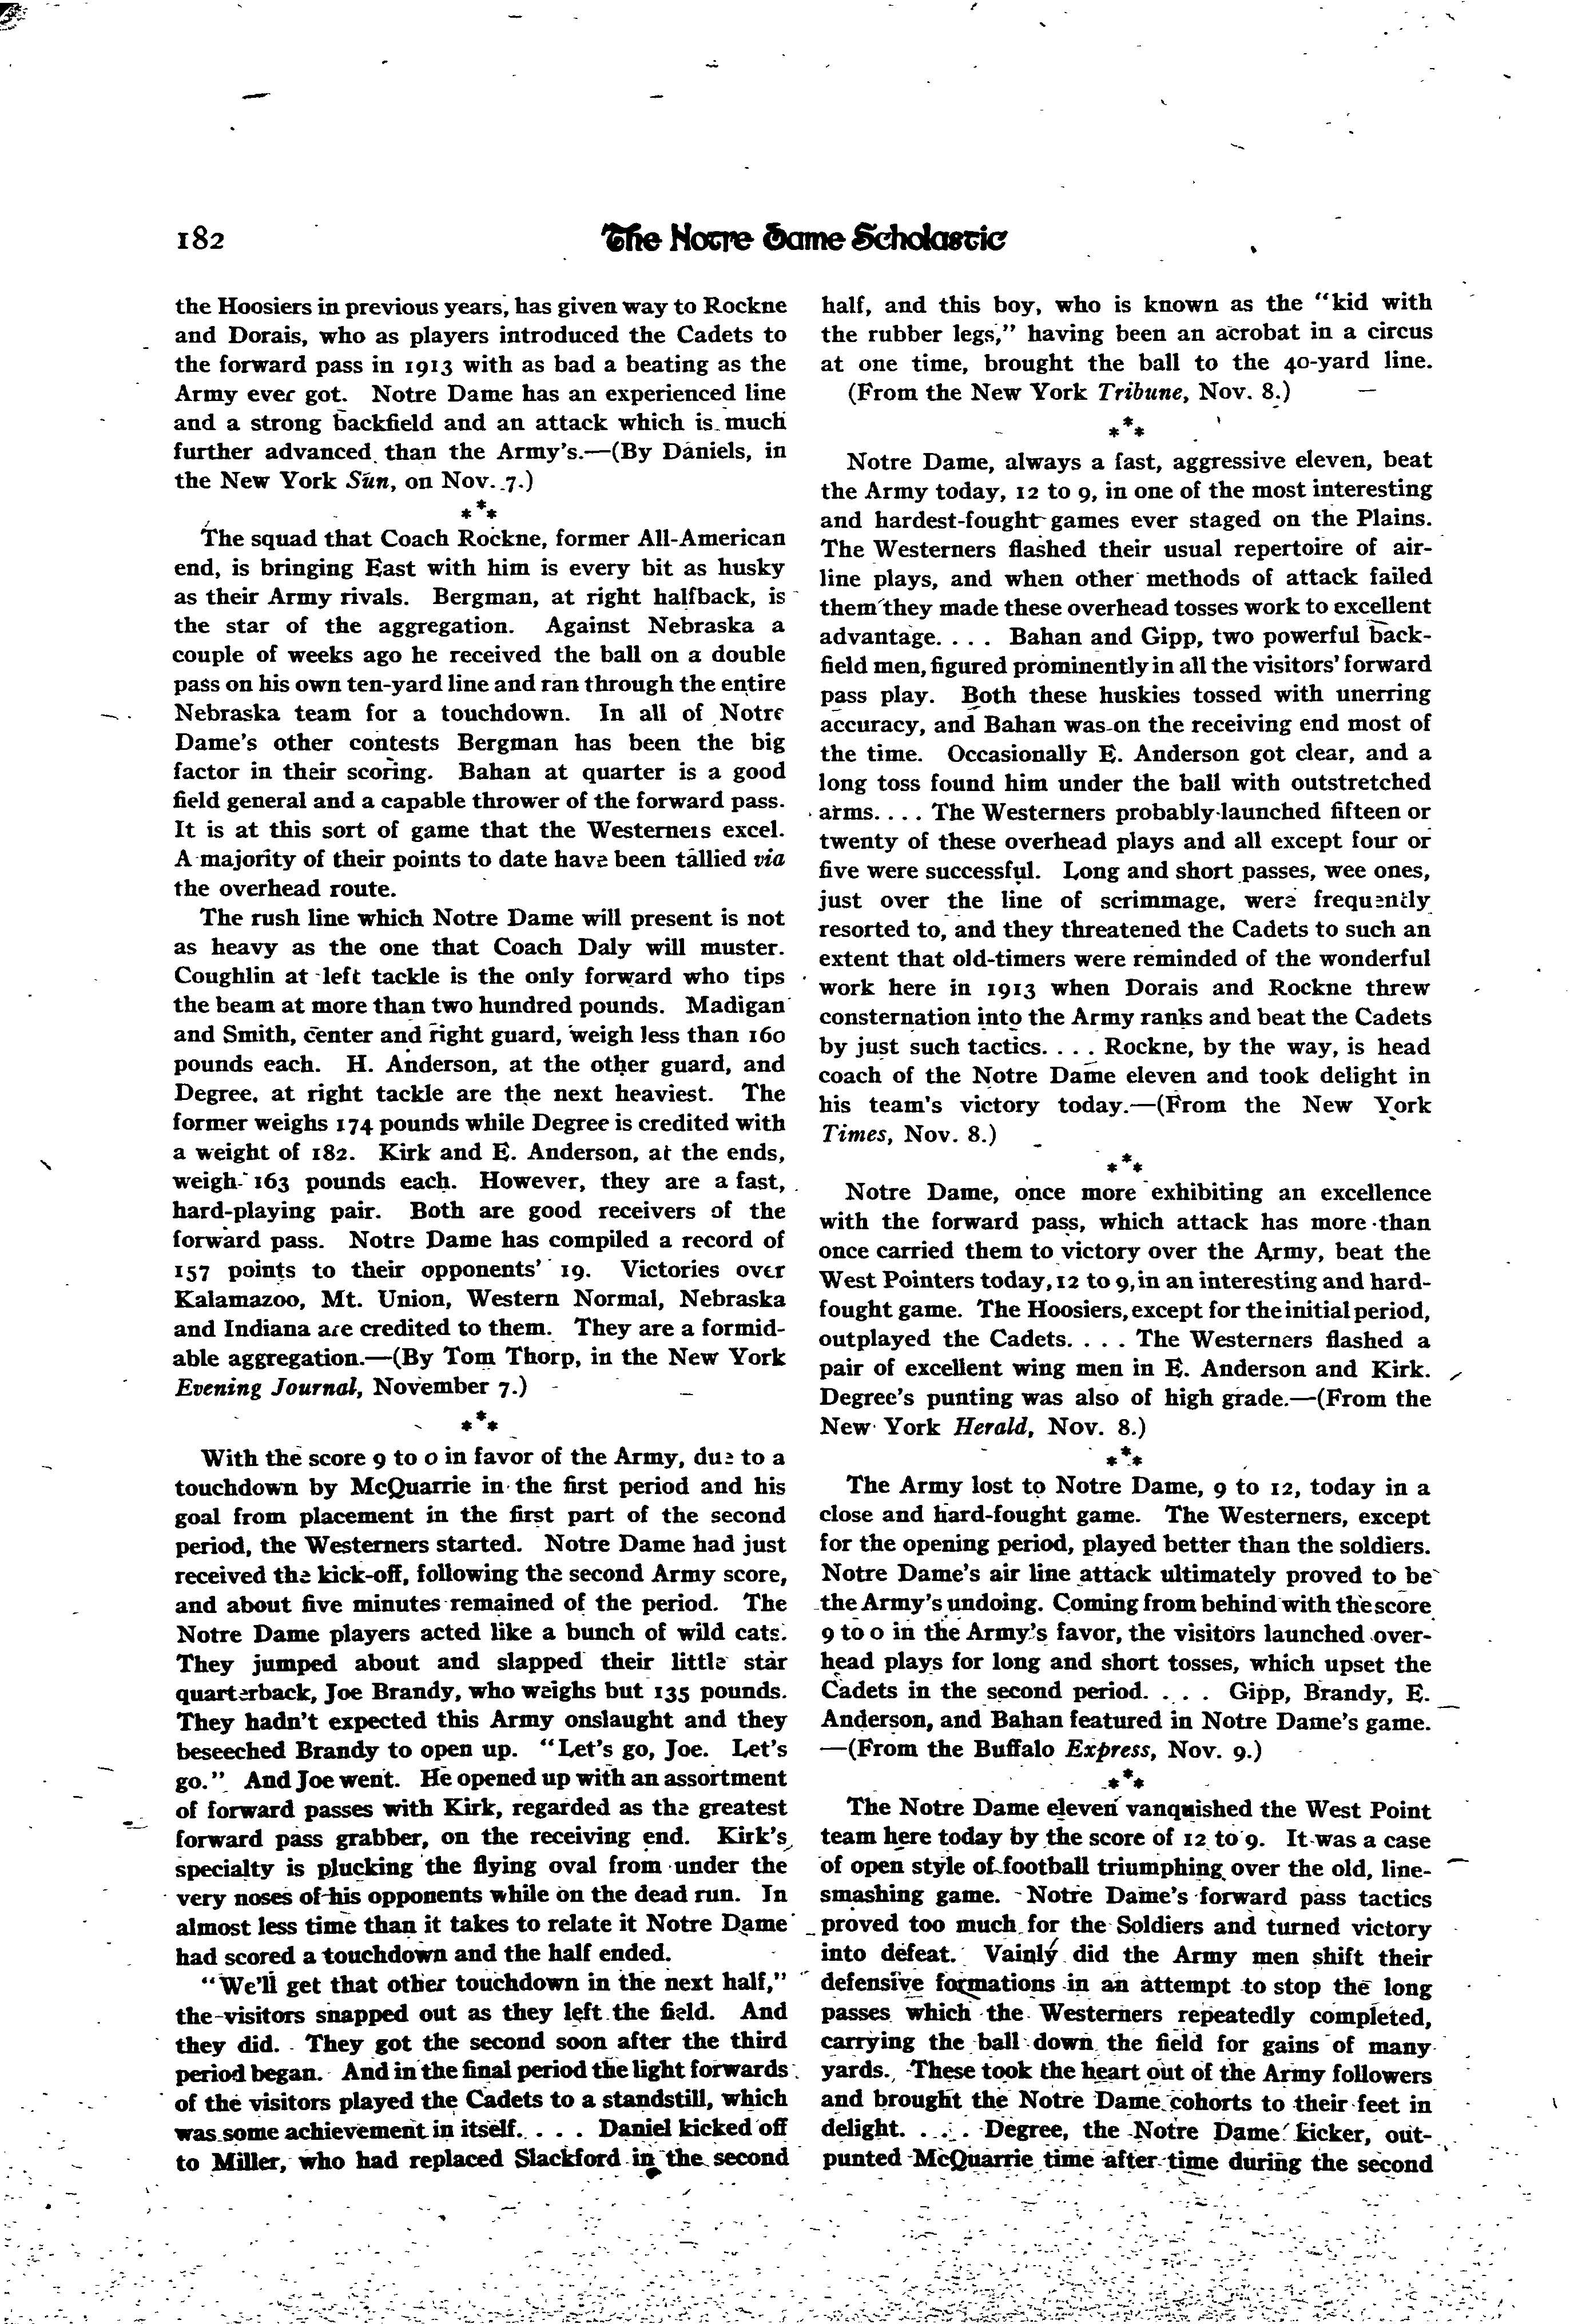 182
The Notre Dame Scholastic
the Hoosiers in previous years, has given way to Rockne
and Dorais, who as players introduced the Cadets to
the forward pass in 1913 with as bad a beating as the
Army ever got. Notre Dame has an experienced line
and a strong backfield and an attack which is much
further advanced than the Army's.—(By Daniels, in
the New York Sun, on Nov. 7.)
***
The squad that Coach Rockne, former All-American
end, is bringing East with him is every bit as husky
as their Army rivals. Bergman, at right halfback, is
the star of the aggregation. Against Nebraska a
couple of weeks ago he received the ball on a double
pass on his own ten-yard line and ran through the entire
Nebraska team for a touchdown. In all of Notre
Dame's other contests Bergman has been the big
factor in their scoring. Bahan at quarter is a good
field general and a capable thrower of the forward pass.
It is at this sort of game that the Westerners excel.
A majority of their points to date have been tallied via
the overhead route.
The rush line which Notre Dame will present is not
as heavy as the one that Coach Daly will muster.
Coughlin at left tackle is the only forward who tips
the beam at more than two hundred pounds. Madigan
and Smith, center and right guard, weigh less than 160
pounds each. H. Anderson, at the other guard, and
Degree, at right tackle are the next heaviest. The
former weighs 174 pounds while Degree is credited with
a weight of 182. Kirk and E. Anderson, at the ends,
weigh 163 pounds each. However, they are a fast,
hard-playing pair. Both are good receivers of the
forward pass. Notre Dame has compiled a record of
157 points to their opponents' 19. Victories over
Kalamazoo, Mt. Union, Western Normal, Nebraska
and Indiana are credited to them. They are a formid-
able aggregation.—(By Tom Thorp, in the New York
Evening Journal, November 7.)
***
With the score 9 to 0 in favor of the Army, due to a
touchdown by McQuarrie in the first period and his
goal from placement in the first part of the second
period, the Westerners started. Notre Dame had just
received the kick-off, following the second Army score,
and about five minutes remained of the period. The
Notre Dame players acted like a bunch of wild cats.
They jumped about and slapped their little star
quarterback, Joe Brandy, who weighs but 135 pounds.
They hadn't expected this Army onslaught and they
beseeched Brandy to open up. "Let's go, Joe. Let's
go." And Joe went. He opened up with an assortment
of forward passes with Kirk, regarded as the greatest
forward pass grabber, on the receiving end. Kirk's
specialty is plucking the flying oval from under the
very noses of his opponents while on the dead run. In
almost less time than it takes to relate it Notre Dame
had scored a touchdown and the half ended.
"We'll get that other touchdown in the next half,"
the visitors snapped out as they left the field. And
they did. They got the second soon after the third
period began. And in the final period the light forwards
of the visitors played the Cadets to a standstill, which
was some achievement in itself. . . . Daniel kicked off
to Miller, who had replaced Slackford in the second
half, and this boy, who is known as the "kid with
the rubber legs," having been an acrobat in a circus
at one time, brought the ball to the 40-yard line.
(From the New York Tribune, Nov. 8.)
***
Notre Dame, always a fast, aggressive eleven, beat
the Army today, 12 to 9, in one of the most interesting
and hardest-fought games ever staged on the Plains.
The Westerners flashed their usual repertoire of air-
line plays, and when other methods of attack failed
them they made these overhead tosses work to excellent
advantage. . . . Bahan and Gipp, two powerful back-
field men, figured prominently in all the visitors' forward
pass play. Both these huskies tossed with unerring
accuracy, and Bahan was on the receiving end most of
the time. Occasionally E. Anderson got clear, and a
long toss found him under the ball with outstretched
arms. . . . The Westerners probably launched fifteen or
twenty of these overhead plays and all except four or
five were successful. Long and short passes, wee ones,
just over the line of scrimmage, were frequently
resorted to, and they threatened the Cadets to such an
extent that old-timers were reminded of the wonderful
work here in 1913 when Dorais and Rockne threw
consternation into the Army ranks and beat the Cadets
by just such tactics. . . . Rockne, by the way, is head
coach of the Notre Dame eleven and took delight in
his team's victory today.—(From the New York
Times, Nov. 8.)
***
Notre Dame, once more exhibiting an excellence
with the forward pass, which attack has more than
once carried them to victory over the Army, beat the
West Pointers today, 12 to 9, in an interesting and hard-
fought game. The Hoosiers, except for the initial period,
outplayed the Cadets. . . . The Westerners flashed a
pair of excellent wing men in E. Anderson and Kirk.
Degree's punting was also of high grade.—(From the
New York Herald, Nov. 8.)
***
The Army lost to Notre Dame, 9 to 12, today in a
close and hard-fought game. The Westerners, except
for the opening period, played better than the soldiers.
Notre Dame's air line attack ultimately proved to be
the Army's undoing. Coming from behind with the score
9 to 0 in the Army's favor, the visitors launched over-
head plays for long and short tosses, which upset the
Cadets in the second period. . . . Gipp, Brandy, E.
Anderson, and Bahan featured in Notre Dame's game.
—(From the Buffalo Express, Nov. 9.)
***
The Notre Dame eleven vanquished the West Point
team here today by the score of 12 to 9. It was a case
of open style of football triumphing over the old, line-
smashing game. Notre Dame's forward pass tactics
proved too much for the Soldiers and turned victory
into defeat. Vainly did the Army men shift their
defensive formations in an attempt to stop the long
passes which the Westerners repeatedly completed,
carrying the ball down the field for gains of many
yards. These took the heart out of the Army followers
and brought the Notre Dame cohorts to their feet in
delight. . . . Degree, the Notre Dame kicker, out-
punted McQuarrie time after time during the second